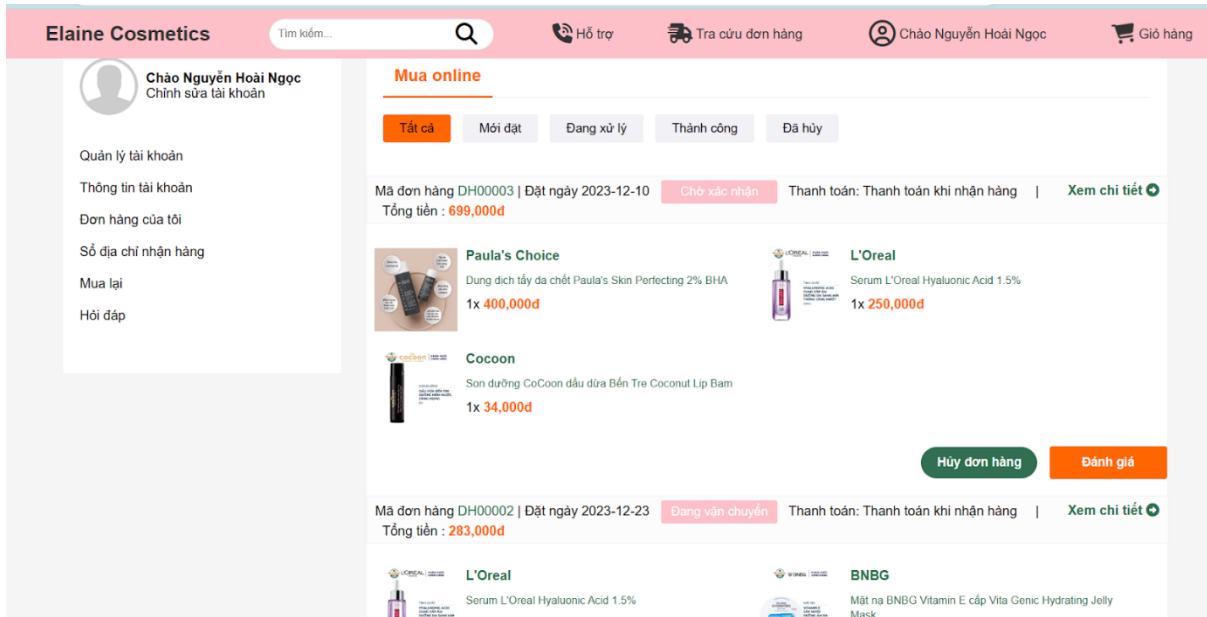 Elaine Cosmetics
Tìm kiếm...
Hỗ trợ
Tra cứu đơn hàng
Chào Nguyễn Hoài Ngọc
Giỏ hàng
Chào Nguyễn Hoài Ngọc
Chỉnh sửa tài khoản
Quản lý tài khoản
Thông tin tài khoản
Đơn hàng của tôi
Sổ địa chỉ nhận hàng
Mua lại
Hỏi đáp
Mua online
Tất cả
Mới đặt
Đang xử lý
Thành công
Đã hủy
Mã đơn hàng DH00003 | Đặt ngày 2023-12-10 Chờ xác nhận Thanh toán: Thanh toán khi nhận hàng | Xem chi tiết
Tổng tiền : 699,000đ
Paula's Choice
Dung dịch tẩy da chết Paula's Skin Perfecting 2% BHA
1x 400,000đ
L'Oreal
Serum L'Oreal Hyaluonic Acid 1.5%
1x 250,000đ
cocoon
Cocoon
Son dưỡng CoCoon dầu dừa Bến Tre Coconut Lip Bam
1x 34,000đ
Hủy đơn hàng
Đánh giá
Mã đơn hàng DH00002 | Đặt ngày 2023-12-23 Đang vận chuyển Thanh toán: Thanh toán khi nhận hàng | Xem chi tiết
Tổng tiền : 283,000đ
L'Oreal
Serum L'Oreal Hyaluonic Acid 1.5%
BNBG
Mặt nạ BNBG Vitamin E cấp Vita Genic Hydrating Jelly
Mask